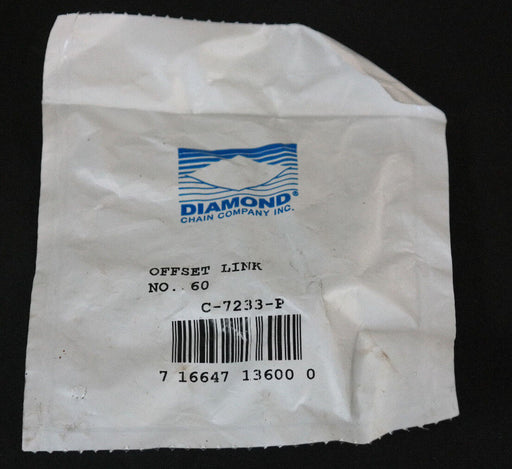 DIAMOND®
CHAIN COMPANY INC.
OFFSET LINK
NO.. 60
C-7233-P
7 16647 13600 0